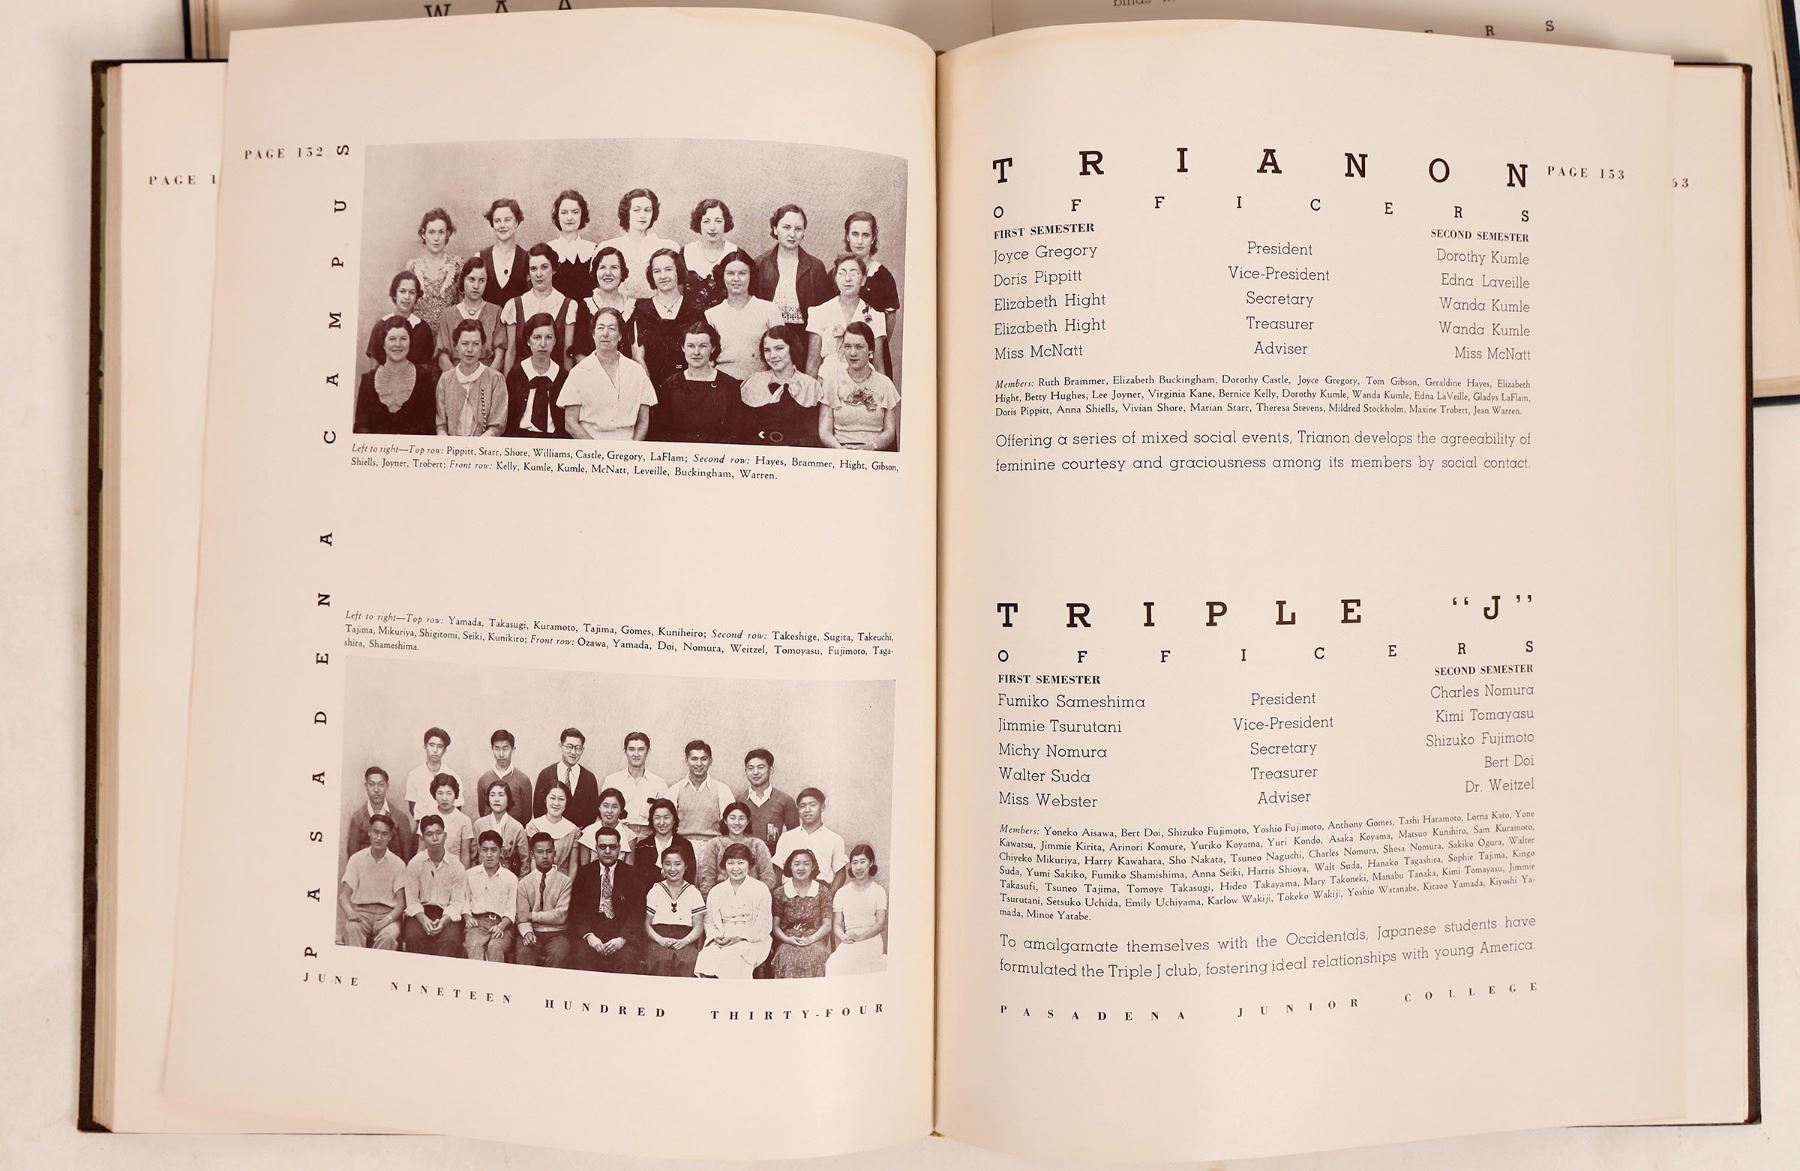 W A A
binds
E R S
PAGE 1
PAGE 152
PASADENA CAMPUS
Left to right—Top row: Pippitt, Starr, Shore, Williams, Castle, Gregory, LaFlam; Second row: Hayes, Brammer, Hight, Gibson,
Shiells, Joyner, Trobert; Front row: Kelly, Kumle, Kumle, McNatt, Leveille, Buckingham, Warren.
Left to right—Top row: Yamada, Takasugi, Kuramoto, Tajima, Gomes, Kuniheiro; Second row: Takeshige, Sugita, Takeuchi,
Tajima, Mikuriya, Shigitomi, Seiki, Kunikiro; Front row: Ozawa, Yamada, Doi, Nomura, Weitzel, Tomoyasu, Fujimoto, Taga-
shira, Shameshima.
JUNE NINETEEN HUNDRED THIRTY-FOUR
TRIANON
PAGE 153
53
OFFICERS
FIRST SEMESTER SECOND SEMESTER
Joyce Gregory President Dorothy Kumle
Doris Pippitt Vice-President Edna Laveille
Elizabeth Hight Secretary Wanda Kumle
Elizabeth Hight Treasurer Wanda Kumle
Miss McNatt Adviser Miss McNatt
Members: Ruth Brammer, Elizabeth Buckingham, Dorothy Castle, Joyce Gregory, Tom Gibson, Geraldine Hayes, Elizabeth
Hight, Betty Hughes, Lee Joyner, Virginia Kane, Bernice Kelly, Dorothy Kumle, Wanda Kumle, Edna LaVeille, Gladys LaFlam,
Doris Pippitt, Anna Shiells, Vivian Shore, Marian Starr, Theresa Stevens, Mildred Stockholm, Maxine Trobert, Jean Warren.
Offering a series of mixed social events, Trianon develops the agreeability of
feminine courtesy and graciousness among its members by social contact.
TRIPLE "J"
OFFICERS
FIRST SEMESTER SECOND SEMESTER
Fumiko Sameshima President Charles Nomura
Jimmie Tsurutani Vice-President Kimi Tomayasu
Michy Nomura Secretary Shizuko Fujimoto
Walter Suda Treasurer Bert Doi
Miss Webster Adviser Dr. Weitzel
Members: Yoneko Aisawa, Bert Doi, Shizuko Fujimoto, Yoshio Fujimoto, Anthony Gomes, Tashi Haramoto, Lorna Kato, Yone
Kawatsu, Jimmie Kirita, Arinori Komure, Yuriko Koyama, Yuri Kondo, Asaka Koyama, Matsuo Kunihiro, Sam Kuramoto,
Chiyeko Mikuriya, Harry Kawahara, Sho Nakata, Tsuneo Naguchi, Charles Nomura, Shosa Nomura, Sakiko Ogura, Walter
Suda, Yumi Sakiko, Fumiko Shamishima, Anna Seiki, Harris Shioya, Walt Suda, Hanako Tagashira, Sophie Tajima, Kingo
Takasufi, Tsuneo Tajima, Tomoye Takasugi, Hideo Takayama, Mary Takoneki, Manabu Tanaka, Kimi Tomayasu, Jimmie
Tsurutani, Setsuko Uchida, Emily Uchiyama, Karlow Wakiji, Tokeko Wakiji, Yoshio Watanabe, Kitaoo Yamada, Kiyoshi Ya-
mada, Minoe Yatabe.
To amalgamate themselves with the Occidentals, Japanese students have
formulated the Triple J club, fostering ideal relationships with young America.
PASADENA JUNIOR COLLEGE